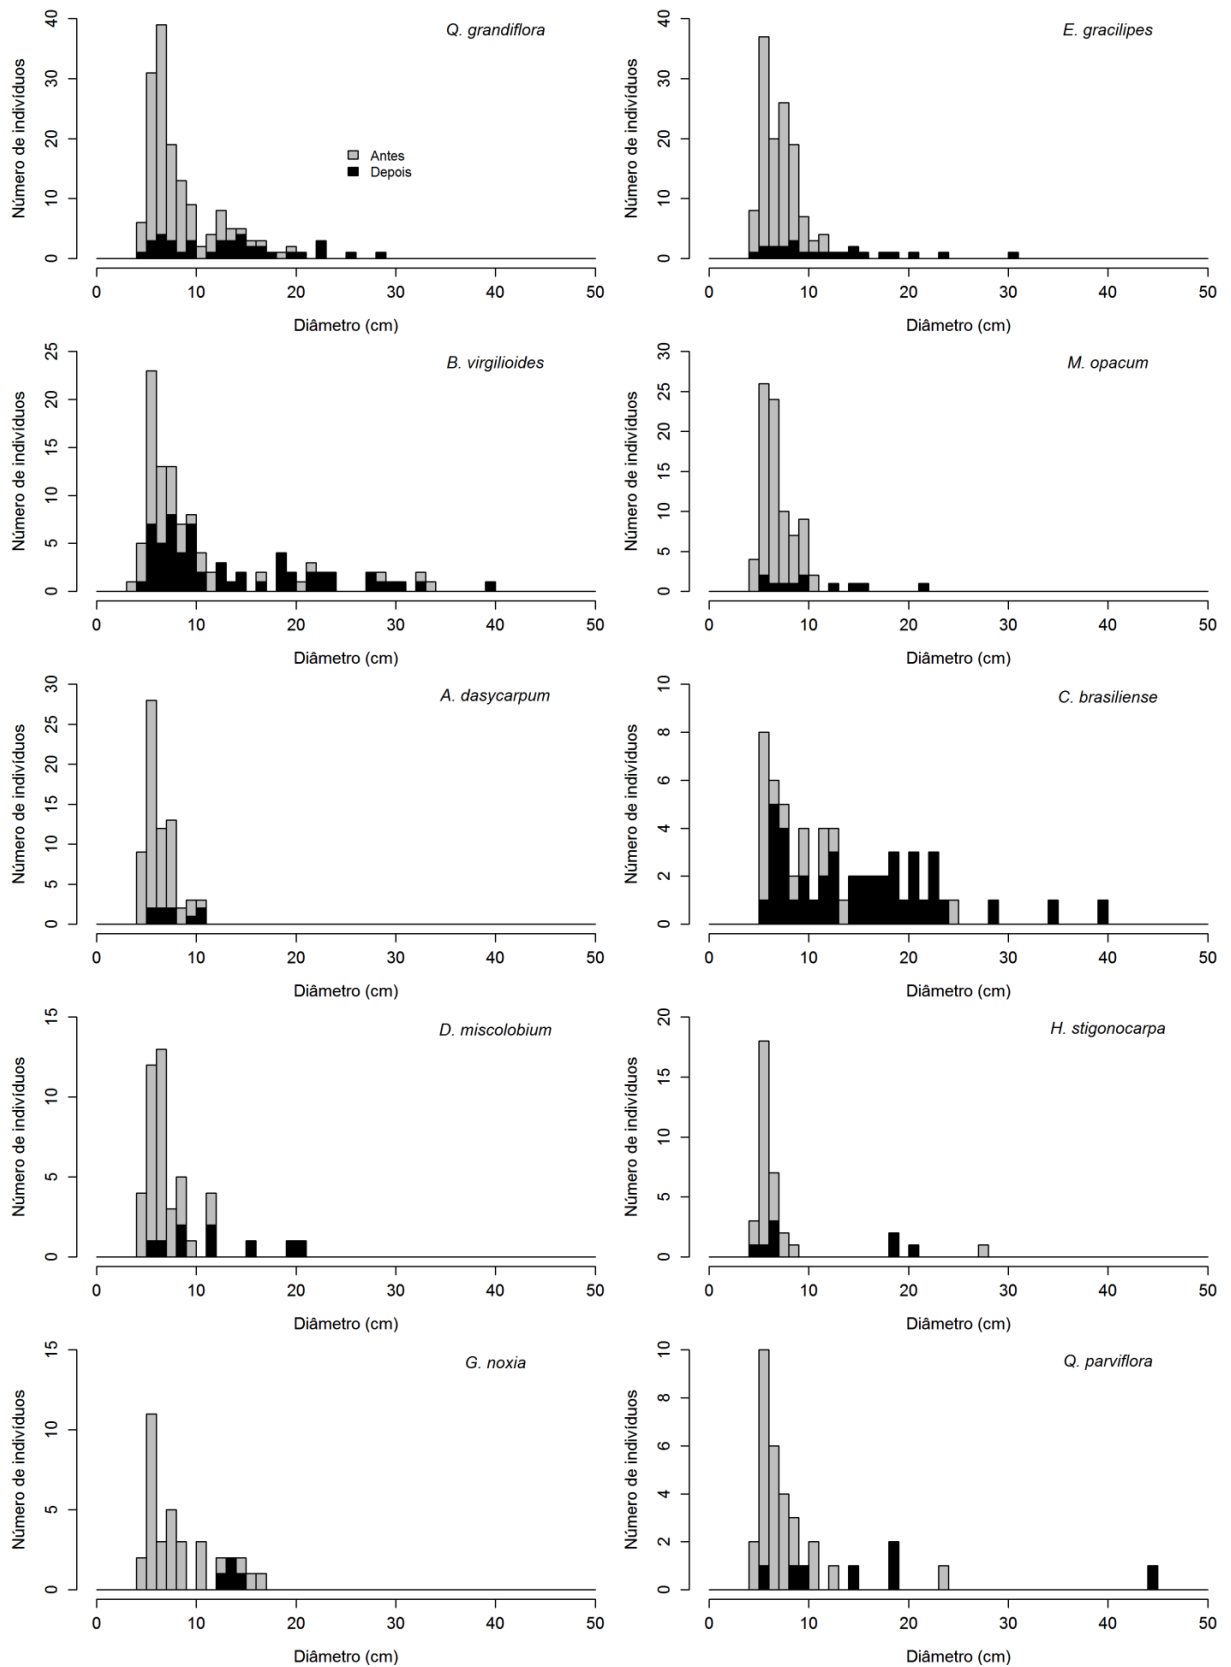 Q. grandiflora
Número de indivíduos
0 10 20 30 40
Antes
Depois
0 10 20 30 40 50
Diâmetro (cm)
E. gracilipes
Número de indivíduos
0 10 20 30 40
0 10 20 30 40 50
Diâmetro (cm)
B. virgilioides
Número de indivíduos
0 5 10 15 20 25
0 10 20 30 40 50
Diâmetro (cm)
M. opacum
Número de indivíduos
0 5 10 15 20 25 30
0 10 20 30 40 50
Diâmetro (cm)
A. dasycarpum
Número de indivíduos
0 5 10 15 20 25 30
0 10 20 30 40 50
Diâmetro (cm)
C. brasiliense
Número de indivíduos
0 2 4 6 8 10
0 10 20 30 40 50
Diâmetro (cm)
D. miscolobium
Número de indivíduos
0 5 10 15
0 10 20 30 40 50
Diâmetro (cm)
H. stigonocarpa
Número de indivíduos
0 5 10 15 20
0 10 20 30 40 50
Diâmetro (cm)
G. noxia
Número de indivíduos
0 5 10 15
0 10 20 30 40 50
Diâmetro (cm)
Q. parviflora
Número de indivíduos
0 2 4 6 8 10
0 10 20 30 40 50
Diâmetro (cm)